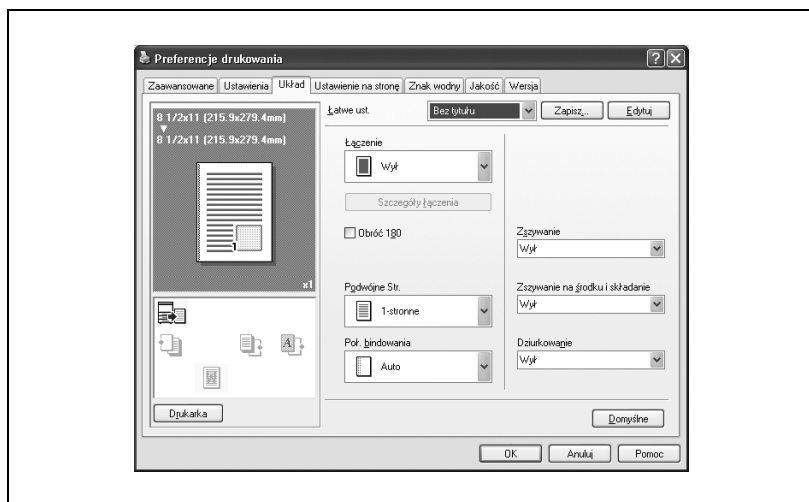 Preferencje drukowania
Zaawansowane Ustawienia Układ Ustawienie na stronę Znak wodny Jakość Wersja
8 1/2x11 (215.9x279.4mm)
8 1/2x11 (215.9x279.4mm)
1
x1
Drukarka
Łatwe ust. Bez tytułu Zapisz... Edytuj
Łączenie
Wył
Szczegóły łączenia
Obróć 180
Podwójne Str.
1-stronne
Poł. bindowania
Auto
Zszywanie
Wył
Zszywanie na środku i składanie
Wył
Dziurkowanie
Wył
Domyślne
OK Anuluj Pomoc